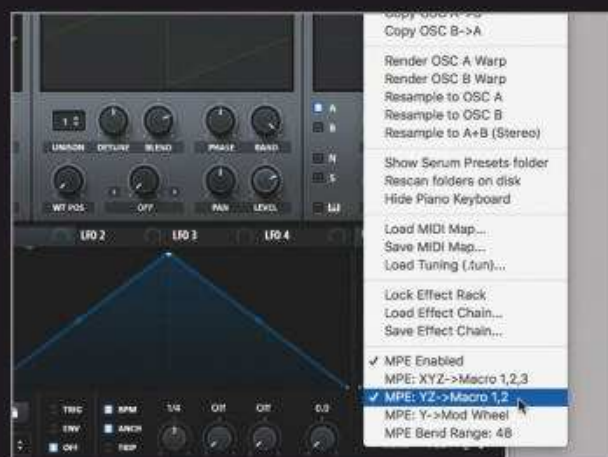 Copy OSC B->A
Render OSC A Warp
Render OSC B Warp
Resample to OSC A
Resample to OSC B
Resample to A+B (Stereo)
Show Serum Presets folder
Rescan folders on disk
Hide Piano Keyboard
Load MIDI Map...
Save MIDI Map...
Load Tuning (.tun)...
Lock Effect Rack
Load Effect Chain...
Save Effect Chain...
✓ MPE Enabled
MPE: XYZ->Macro 1,2,3
✓ MPE: YZ->Macro 1,2
MPE: Y->Mod Wheel
MPE Bend Range: 48
1
A
B
UNISON DETUNE BLEND PHASE RAND
N
S
WT POS OFF PAN LEVEL
LFO 2 LFO 3 LFO 4
TRIG BPM 1/4 Off Off 0.0
ENV ANCH
OFF TRIP